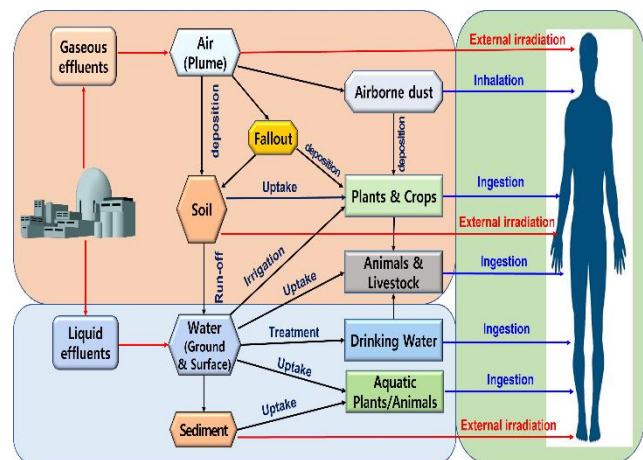 Gaseous
effluents
Air
(Plume)
External irradiation
Airborne dust
Inhalation
deposition
Fallout
deposition
deposition
Soil
Uptake
Plants & Crops
Ingestion
External irradiation
Irrigation
Run-off
Uptake
Animals &
Livestock
Ingestion
Liquid
effluents
Water
(Ground
& Surface)
Treatment
Drinking Water
Ingestion
Uptake
Aquatic
Plants/Animals
Ingestion
Uptake
Sediment
External irradiation